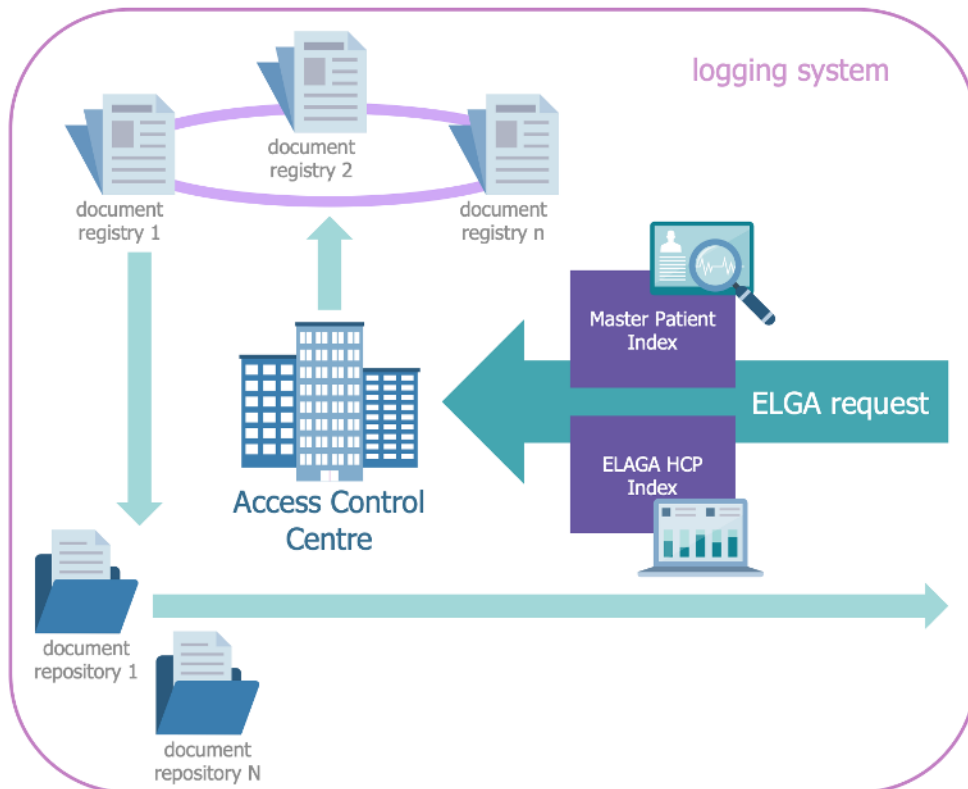 logging system
document
registry 2
document
registry 1
document
registry n
Master Patient
Index
ELGA request
ELAGA HCP
Index
Access Control
Centre
document
repository 1
document
repository N